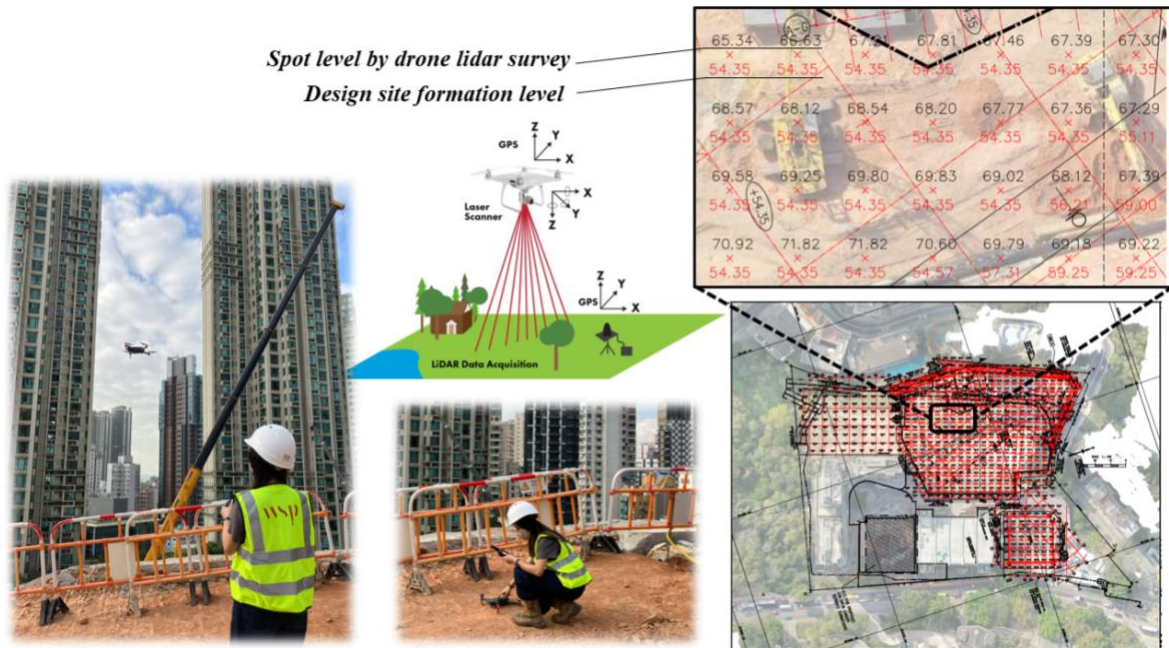 Spot level by drone lidar survey
Design site formation level
65.34 66.63 67.21 67.81 67.46 67.39 67.30
54.35 54.35 54.35 54.35 54.35 54.35 54.35
68.57 68.12 68.54 68.20 67.77 67.36 67.29
54.35 54.35 54.35 54.35 54.35 54.35 55.11
69.58 69.25 69.80 69.83 69.02 68.12 67.39
54.35 54.35 54.35 54.35 54.35 56.21 59.00
+54.35
70.92 71.82 71.82 70.60 69.79 69.18 69.22
54.35 54.35 54.35 54.57 57.31 59.25 59.25
Z
Y
GPS
X
Laser
Scanner
X
Y
Z
Z
GPS
Y
X
LiDAR Data Acquisition
wsp